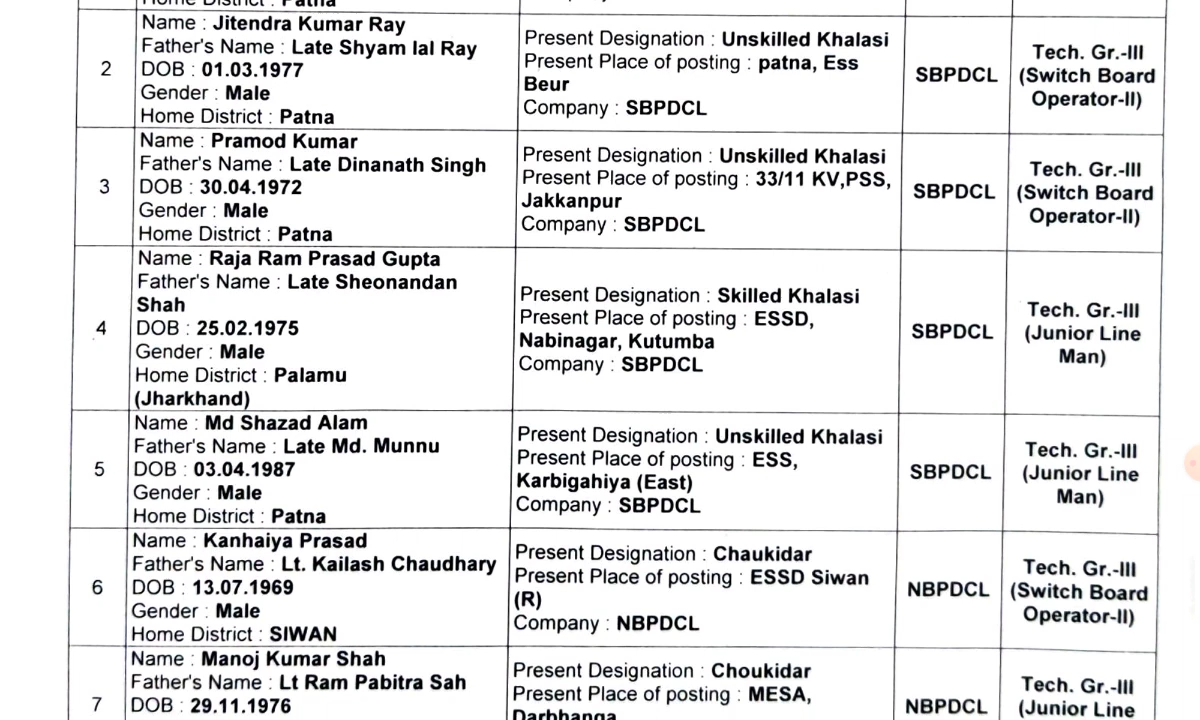 Home District : Patna
2
Name : Jitendra Kumar Ray
Father's Name : Late Shyam lal Ray
DOB : 01.03.1977
Gender : Male
Home District : Patna
Present Designation : Unskilled Khalasi
Present Place of posting : patna, Ess
Beur
Company : SBPDCL
SBPDCL
Tech. Gr.-III
(Switch Board
Operator-II)
3
Name : Pramod Kumar
Father's Name : Late Dinanath Singh
DOB : 30.04.1972
Gender : Male
Home District : Patna
Present Designation : Unskilled Khalasi
Present Place of posting : 33/11 KV,PSS,
Jakkanpur
Company : SBPDCL
SBPDCL
Tech. Gr.-III
(Switch Board
Operator-II)
4
Name : Raja Ram Prasad Gupta
Father's Name : Late Sheonandan
Shah
DOB : 25.02.1975
Gender : Male
Home District : Palamu
(Jharkhand)
Present Designation : Skilled Khalasi
Present Place of posting : ESSD,
Nabinagar, Kutumba
Company : SBPDCL
SBPDCL
Tech. Gr.-III
(Junior Line
Man)
5
Name : Md Shazad Alam
Father's Name : Late Md. Munnu
DOB : 03.04.1987
Gender : Male
Home District : Patna
Present Designation : Unskilled Khalasi
Present Place of posting : ESS,
Karbigahiya (East)
Company : SBPDCL
SBPDCL
Tech. Gr.-III
(Junior Line
Man)
6
Name : Kanhaiya Prasad
Father's Name : Lt. Kailash Chaudhary
DOB : 13.07.1969
Gender : Male
Home District : SIWAN
Present Designation : Chaukidar
Present Place of posting : ESSD Siwan
(R)
Company : NBPDCL
NBPDCL
Tech. Gr.-III
(Switch Board
Operator-II)
7
Name : Manoj Kumar Shah
Father's Name : Lt Ram Pabitra Sah
DOB : 29.11.1976
Present Designation : Choukidar
Present Place of posting : MESA,
Darbhanga
NBPDCL
Tech. Gr.-III
(Junior Line